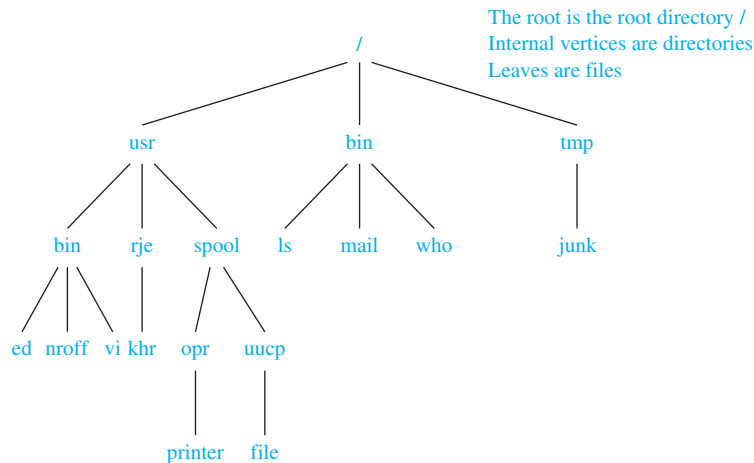 The root is the root directory /
Internal vertices are directories
Leaves are files
/
usr bin tmp
bin rje spool ls mail who junk
ed nroff vi khr opr uucp
printer file